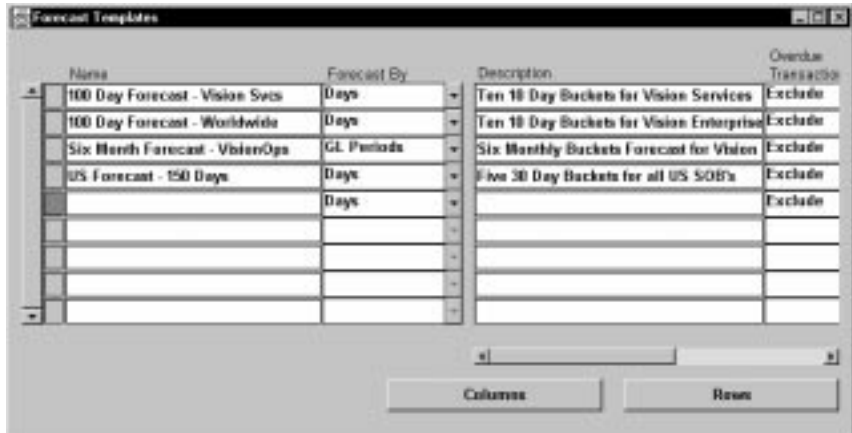 Forecast Templates
Overdue
Name Forecast By Description Transactio
100 Day Forecast - Vision Svcs Days Ten 10 Day Buckets for Vision Services Exclude
100 Day Forecast - Worldwide Days Ten 10 Day Buckets for Vision Enterprise Exclude
Six Month Forecast - VisionOps GL Periods Six Monthly Buckets Forecast for Vision Exclude
US Forecast - 150 Days Days Five 30 Day Buckets for all US SOB's Exclude
Days Exclude
Columns Rows